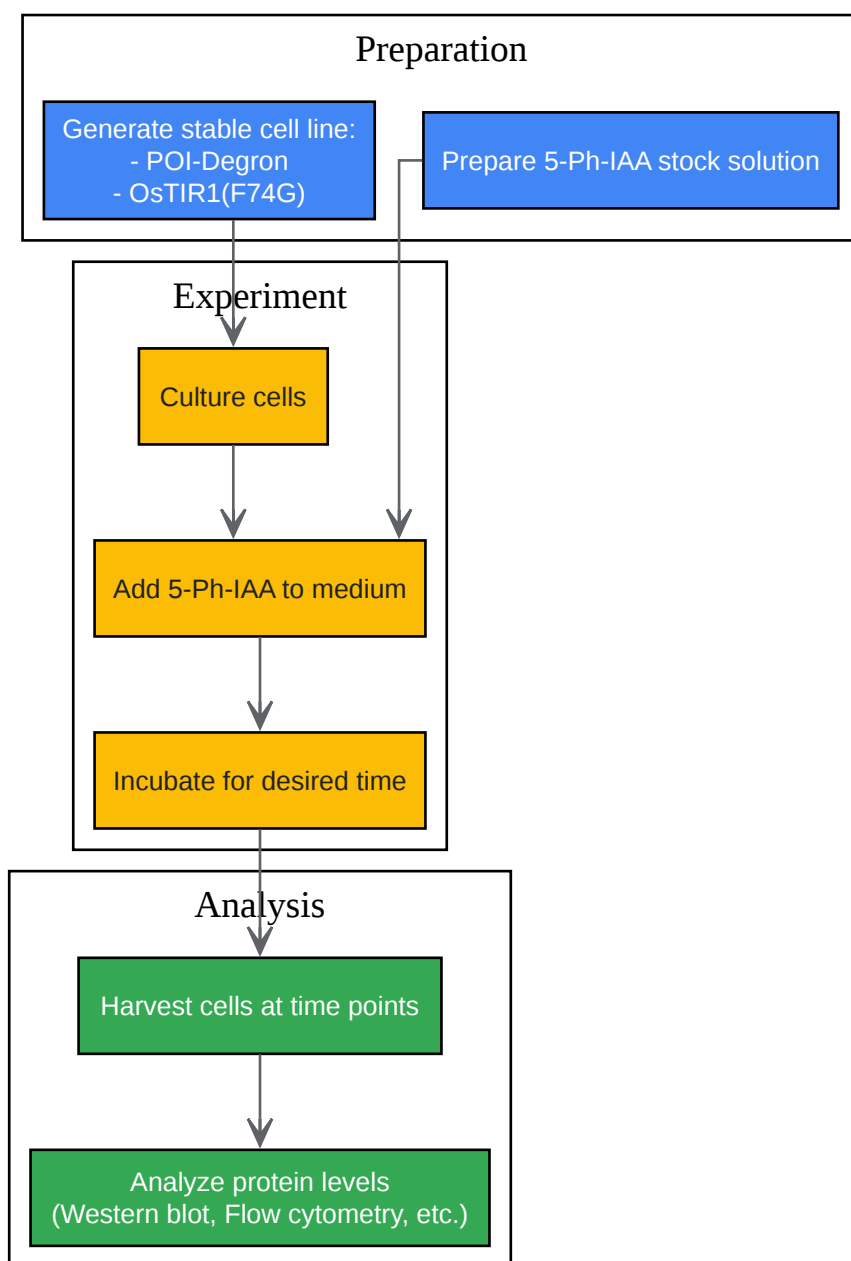 Preparation
Generate stable cell line:
- POI-Degron
- OsTIR1(F74G)
Prepare 5-Ph-IAA stock solution
Experiment
Culture cells
Add 5-Ph-IAA to medium
Incubate for desired time
Analysis
Harvest cells at time points
Analyze protein levels
(Western blot, Flow cytometry, etc.)